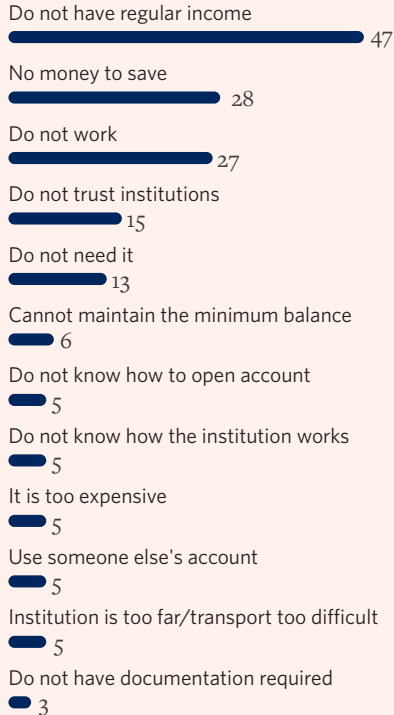 Do not have regular income
47
No money to save
28
Do not work
27
Do not trust institutions
15
Do not need it
13
Cannot maintain the minimum balance
6
Do not know how to open account
5
Do not know how the institution works
5
It is too expensive
5
Use someone else's account
5
Institution is too far/transport too difficult
5
Do not have documentation required
3